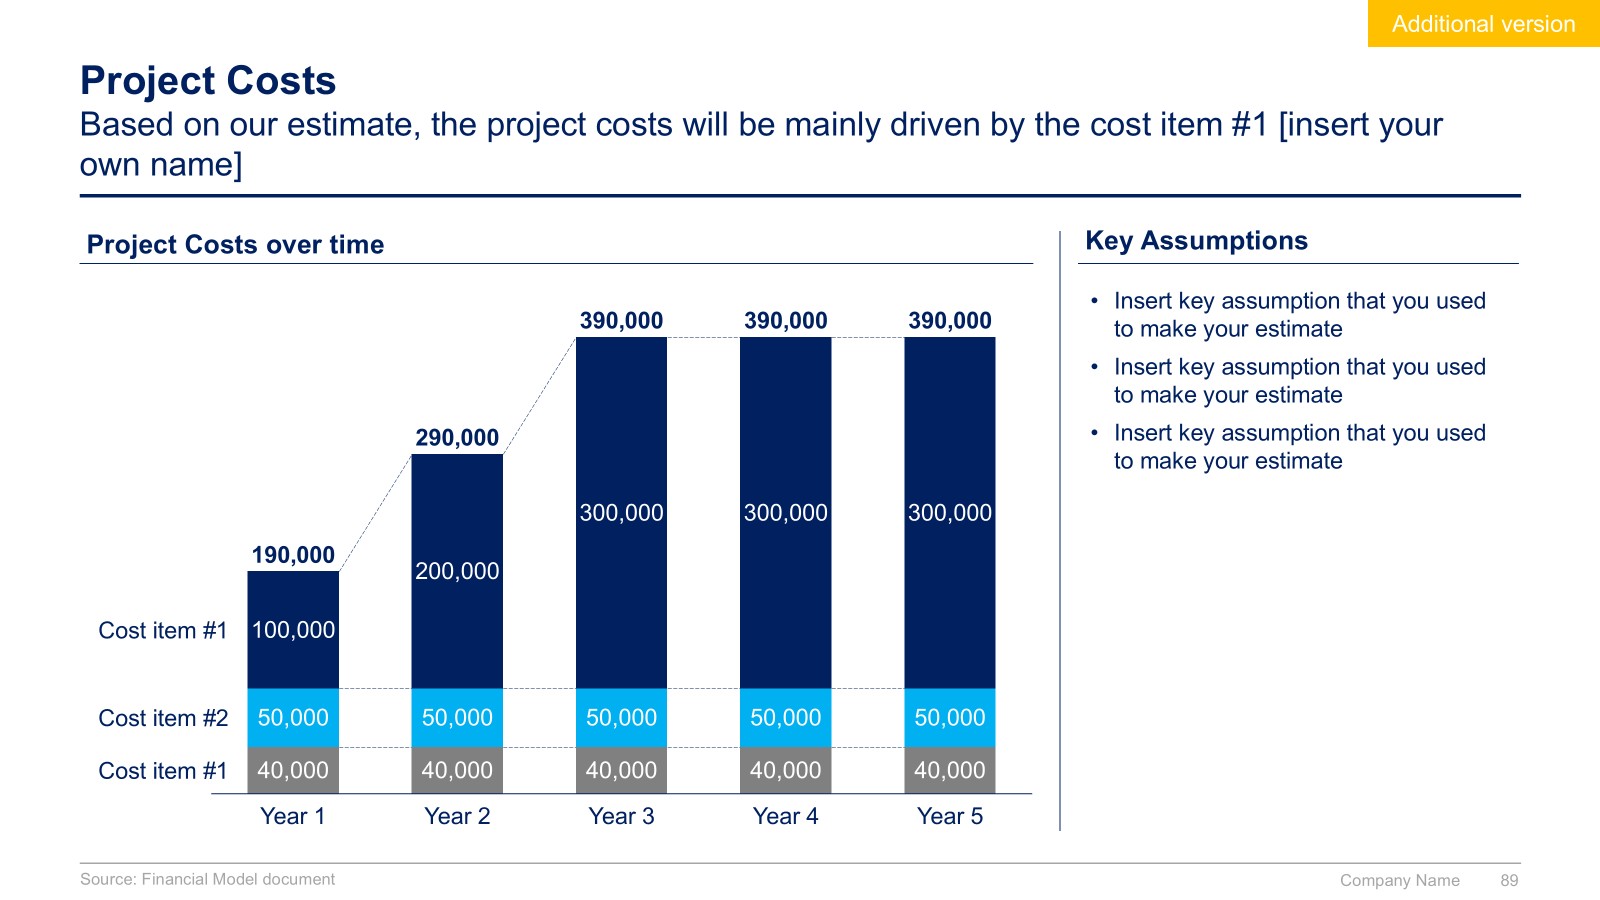 Additional version
Project Costs
Based on our estimate, the project costs will be mainly driven by the cost item #1 [insert your
own name]
Project Costs over time
390,000 390,000 390,000
290,000
190,000
300,000 300,000 300,000
200,000
Cost item #1 100,000
Cost item #2 50,000 50,000 50,000 50,000 50,000
Cost item #1 40,000 40,000 40,000 40,000 40,000
Year 1 Year 2 Year 3 Year 4 Year 5
Key Assumptions
• Insert key assumption that you used
to make your estimate
• Insert key assumption that you used
to make your estimate
• Insert key assumption that you used
to make your estimate
Source: Financial Model document
Company Name 89